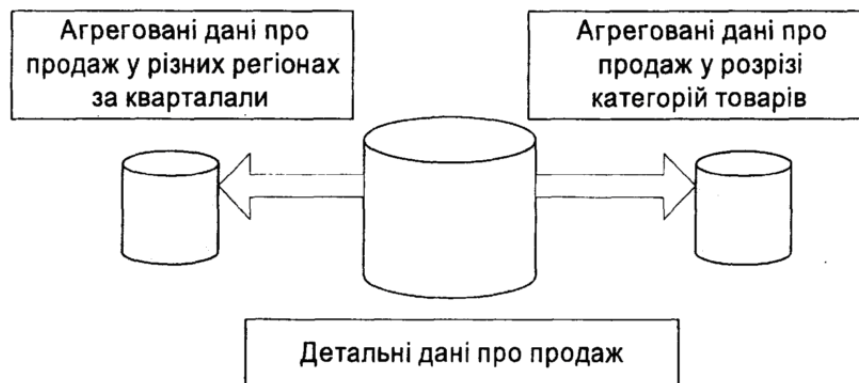 Агреговані дані про
продаж у різних регіонах
за кварталали
Агреговані дані про
продаж у розрізі
категорій товарів
Детальні дані про продаж